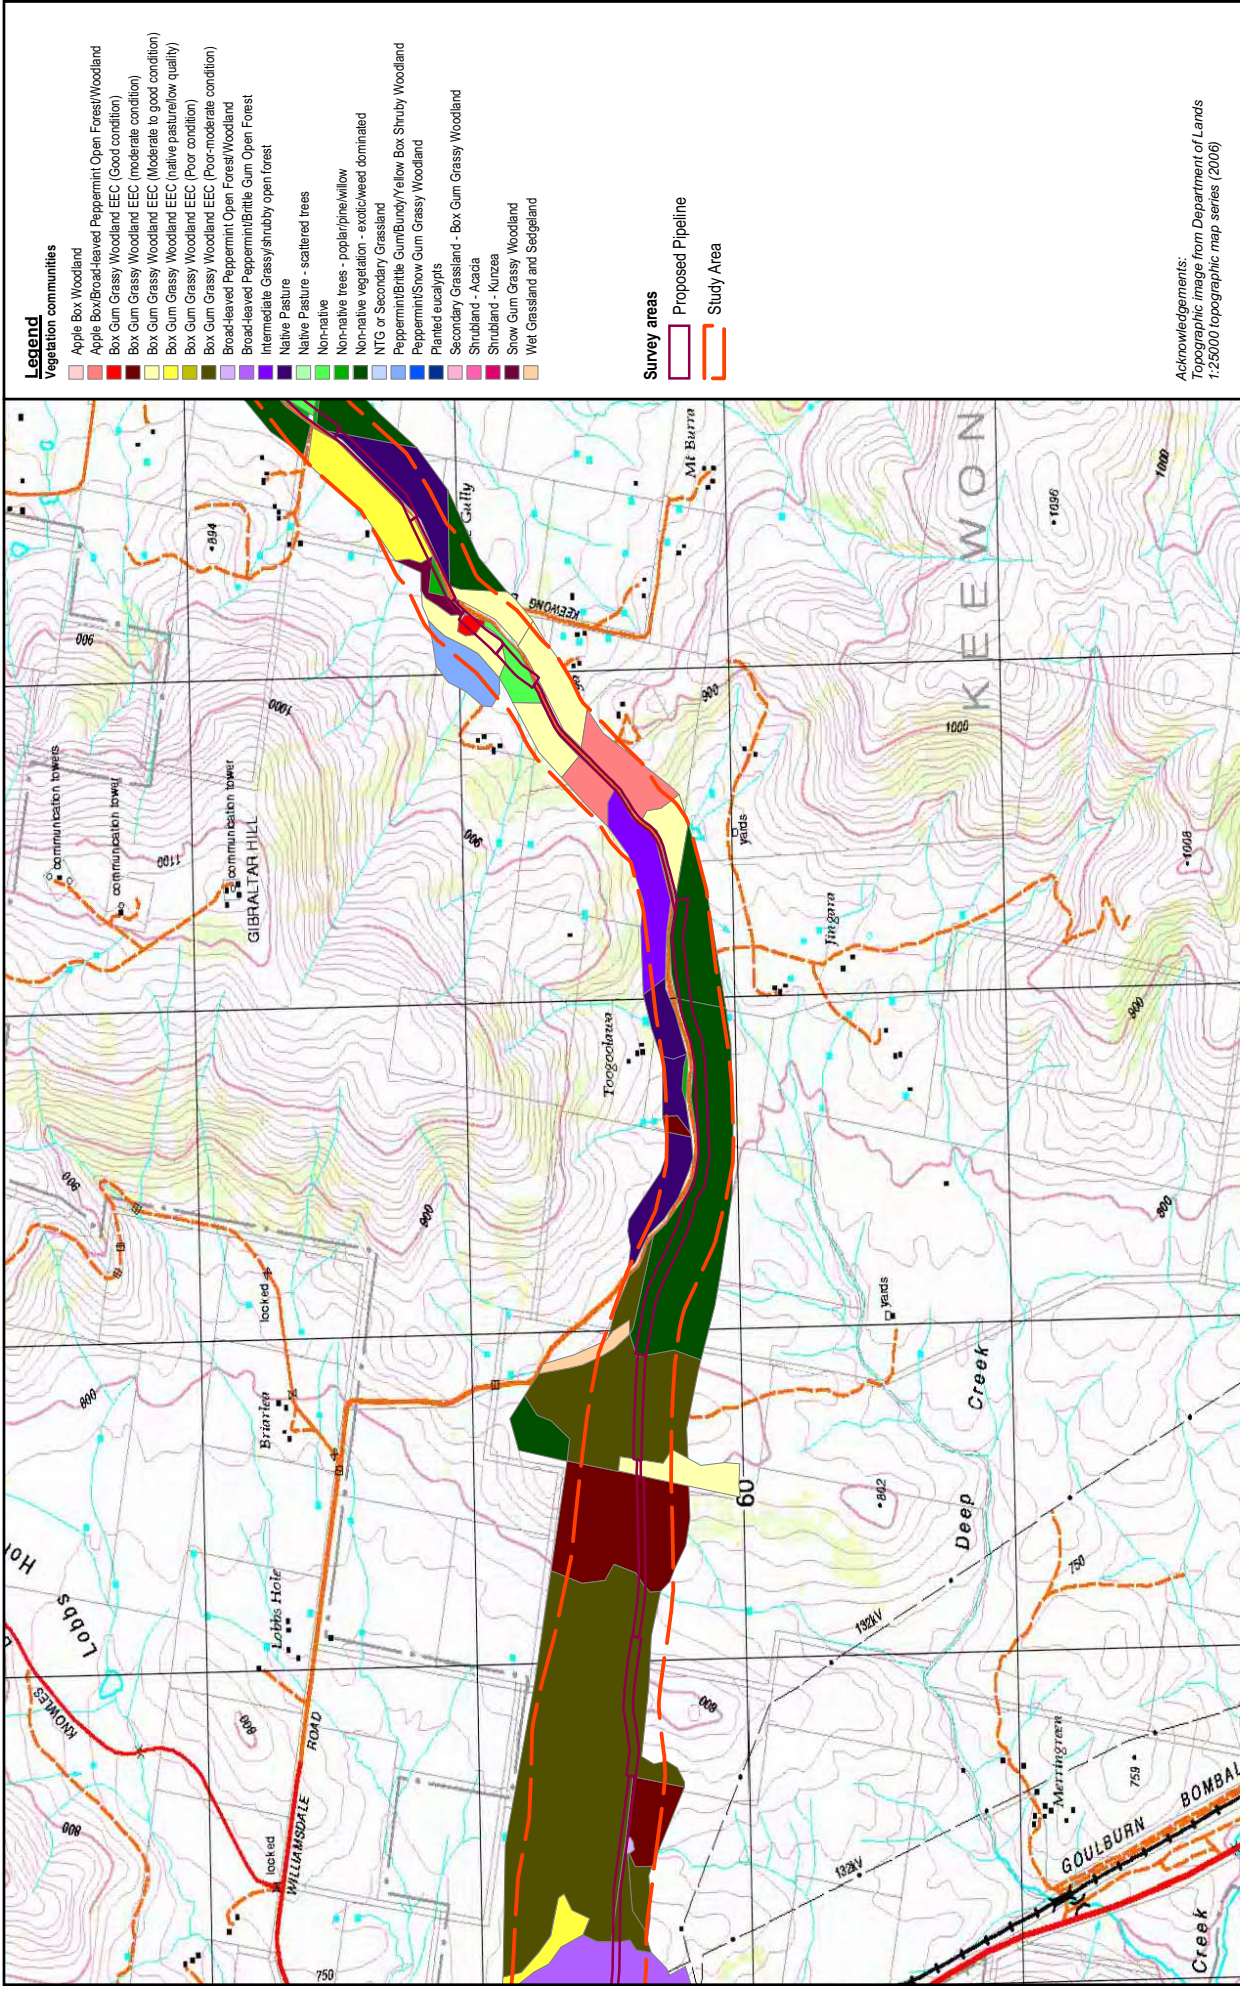 Legend
Vegetation communities
Apple Box Woodland
Apple Box/Broad-leaved Peppermint Open Forest/Woodland
Box Gum Grassy Woodland EEC (Good condition)
Box Gum Grassy Woodland EEC (moderate condition)
Box Gum Grassy Woodland EEC (Moderate to good condition)
Box Gum Grassy Woodland EEC (native pasture/low quality)
Box Gum Grassy Woodland EEC (Poor condition)
Box Gum Grassy Woodland EEC (Poor-moderate condition)
Broad-leaved Peppermint Open Forest/Woodland
Broad-leaved Peppermint/Brittle Gum Open Forest
Intermediate Grassy/shrubby open forest
Native Pasture
Native Pasture - scattered trees
Non-native
Non-native trees - poplar/pine/willow
Non-native vegetation - exotic/weed dominated
NTG or Secondary Grassland
Peppermint/Brittle Gum/Bundy/Yellow Box Shruby Woodland
Peppermint/Snow Gum Grassy Woodland
Planted eucalypts
Secondary Grassland - Box Gum Grassy Woodland
Shrubland - Acacia
Shrubland - Kunzea
Snow Gum Grassy Woodland
Wet Grassland and Sedgeland
Survey areas
Proposed Pipeline
Study Area
Acknowledgements:
Topographic image from Department of Lands
1:25000 topographic map series (2006)
communication towers
communication tower
communication tower
GIBRALTAR HILL
1100
1000
900
900
894
Gully
Mt Burra
KEEWONG
KEEWON
1096
1000
1000
900
1008
yards
Jingara
900
Toogoolawa
900
900
locked
Briarlea
800
yards
Creek
800
Deep
802
60
Lobbs
Lobbs Hole
KNOWLES
800
ROAD
WILLIAMSDALE
locked
800
750
132kV
132kV
800
750
Merringreen
759
GOULBURN
BOMBAL
Creek